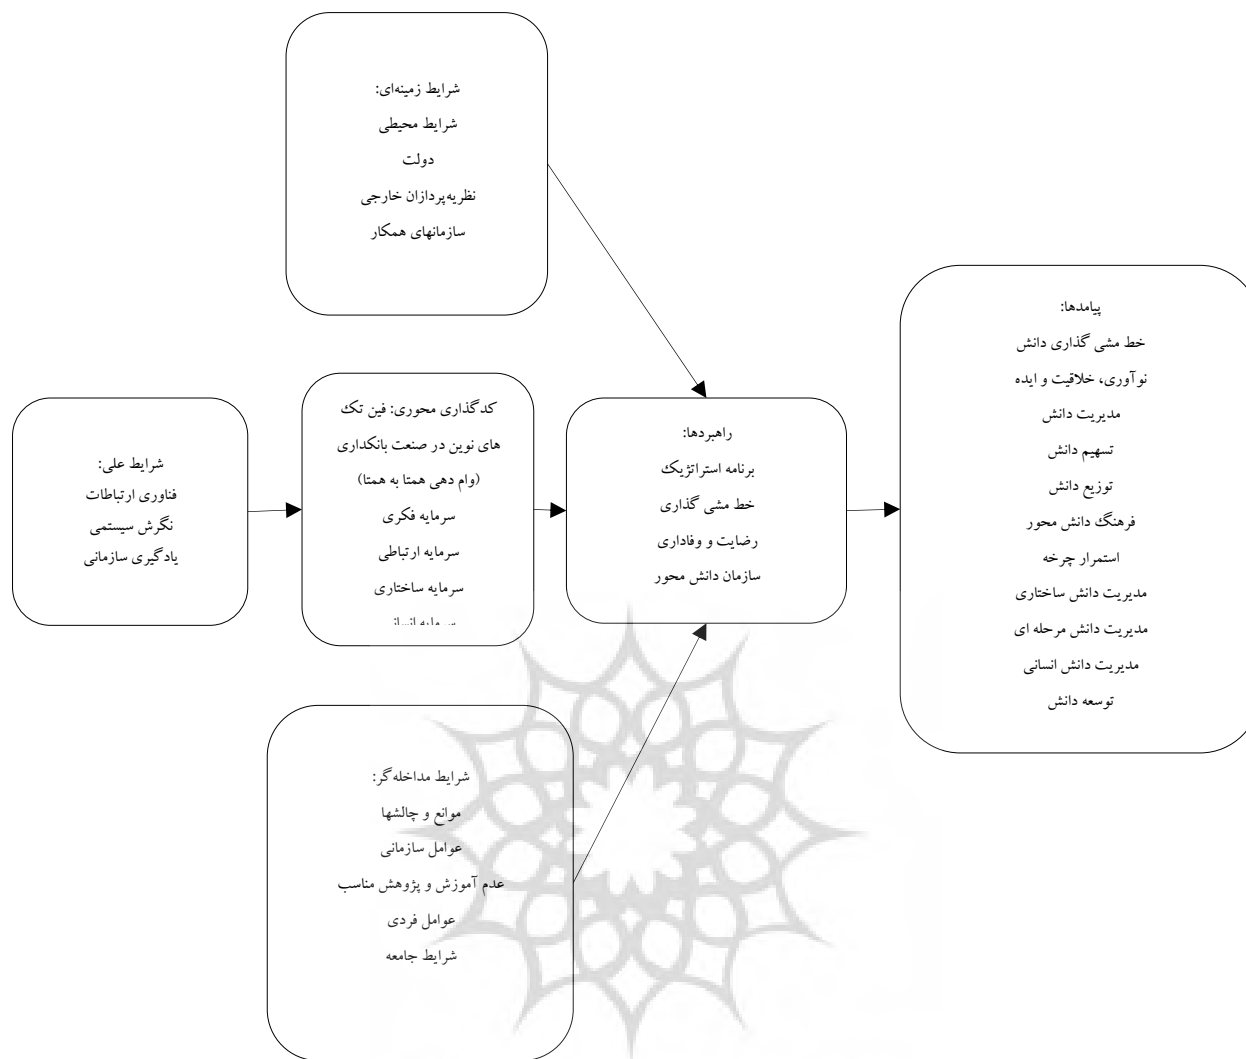 شرایط زمینه‌ای:
شرایط محیطی
دولت
نظریه‌پردازان خارجی
سازمانهای همکار
شرایط علی:
فناوری ارتباطات
نگرش سیستمی
یادگیری سازمانی
کدگذاری محوری: فین تک
های نوین در صنعت بانکداری
(وام دهی همتا به همتا)
سرمایه فکری
سرمایه ارتباطی
سرمایه ساختاری
سرمایه انسانی
راهبردها:
برنامه استراتژیک
خط مشی گذاری
رضایت و وفاداری
سازمان دانش محور
شرایط مداخله‌گر:
موانع و چالشها
عوامل سازمانی
عدم آموزش و پژوهش مناسب
عوامل فردی
شرایط جامعه
پیامدها:
خط مشی گذاری دانش
نوآوری، خلاقیت و ایده
مدیریت دانش
تسهیم دانش
توزیع دانش
فرهنگ دانش محور
استمرار چرخه
مدیریت دانش ساختاری
مدیریت دانش مرحله ای
مدیریت دانش انسانی
توسعه دانش